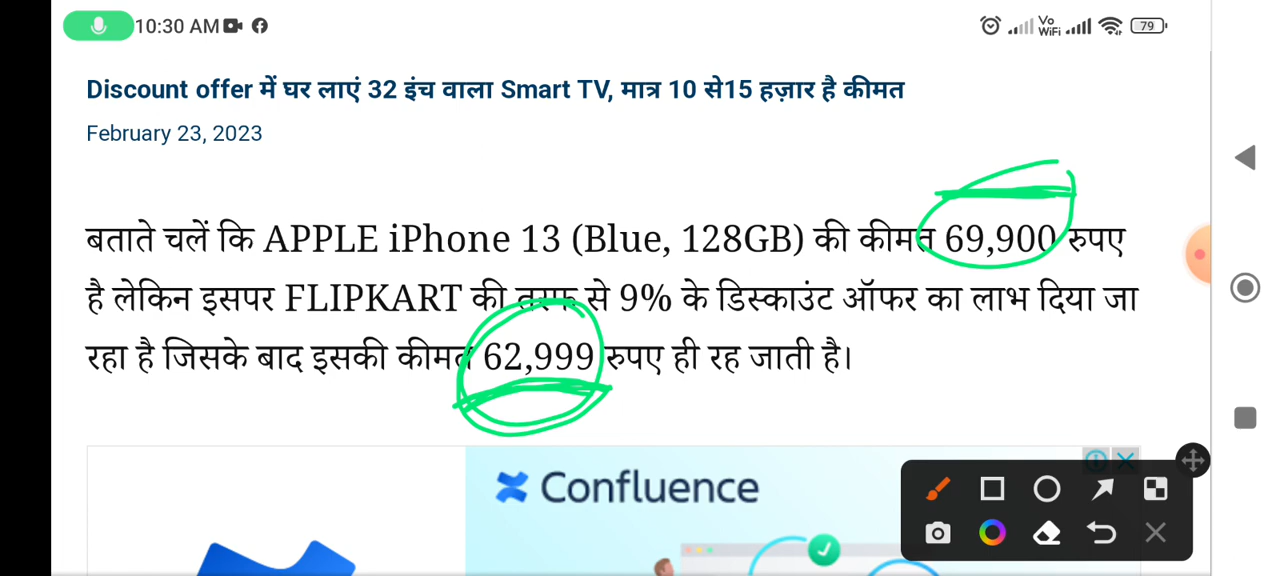 10:30 AM
Vo
WiFi
79
Discount offer में घर लाएं 32 इंच वाला Smart TV, मात्र 10 से15 हज़ार है कीमत
February 23, 2023
बताते चलें कि APPLE iPhone 13 (Blue, 128GB) की कीमत 69,900 रुपए
है लेकिन इसपर FLIPKART की तरफ से 9% के डिस्काउंट ऑफर का लाभ दिया जा
रहा है जिसके बाद इसकी कीमत 62,999 रुपए ही रह जाती है।
Confluence